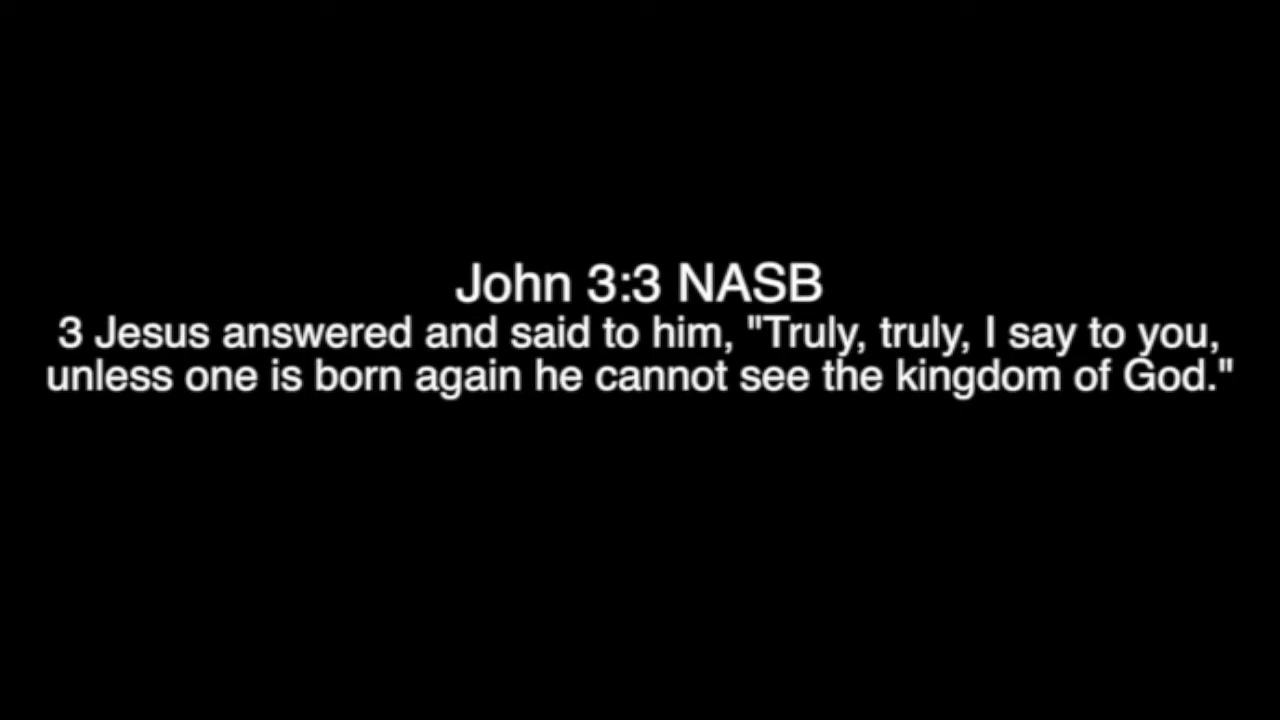 John 3:3 NASB
3 Jesus answered and said to him, "Truly, truly, I say to you,
unless one is born again he cannot see the kingdom of God."